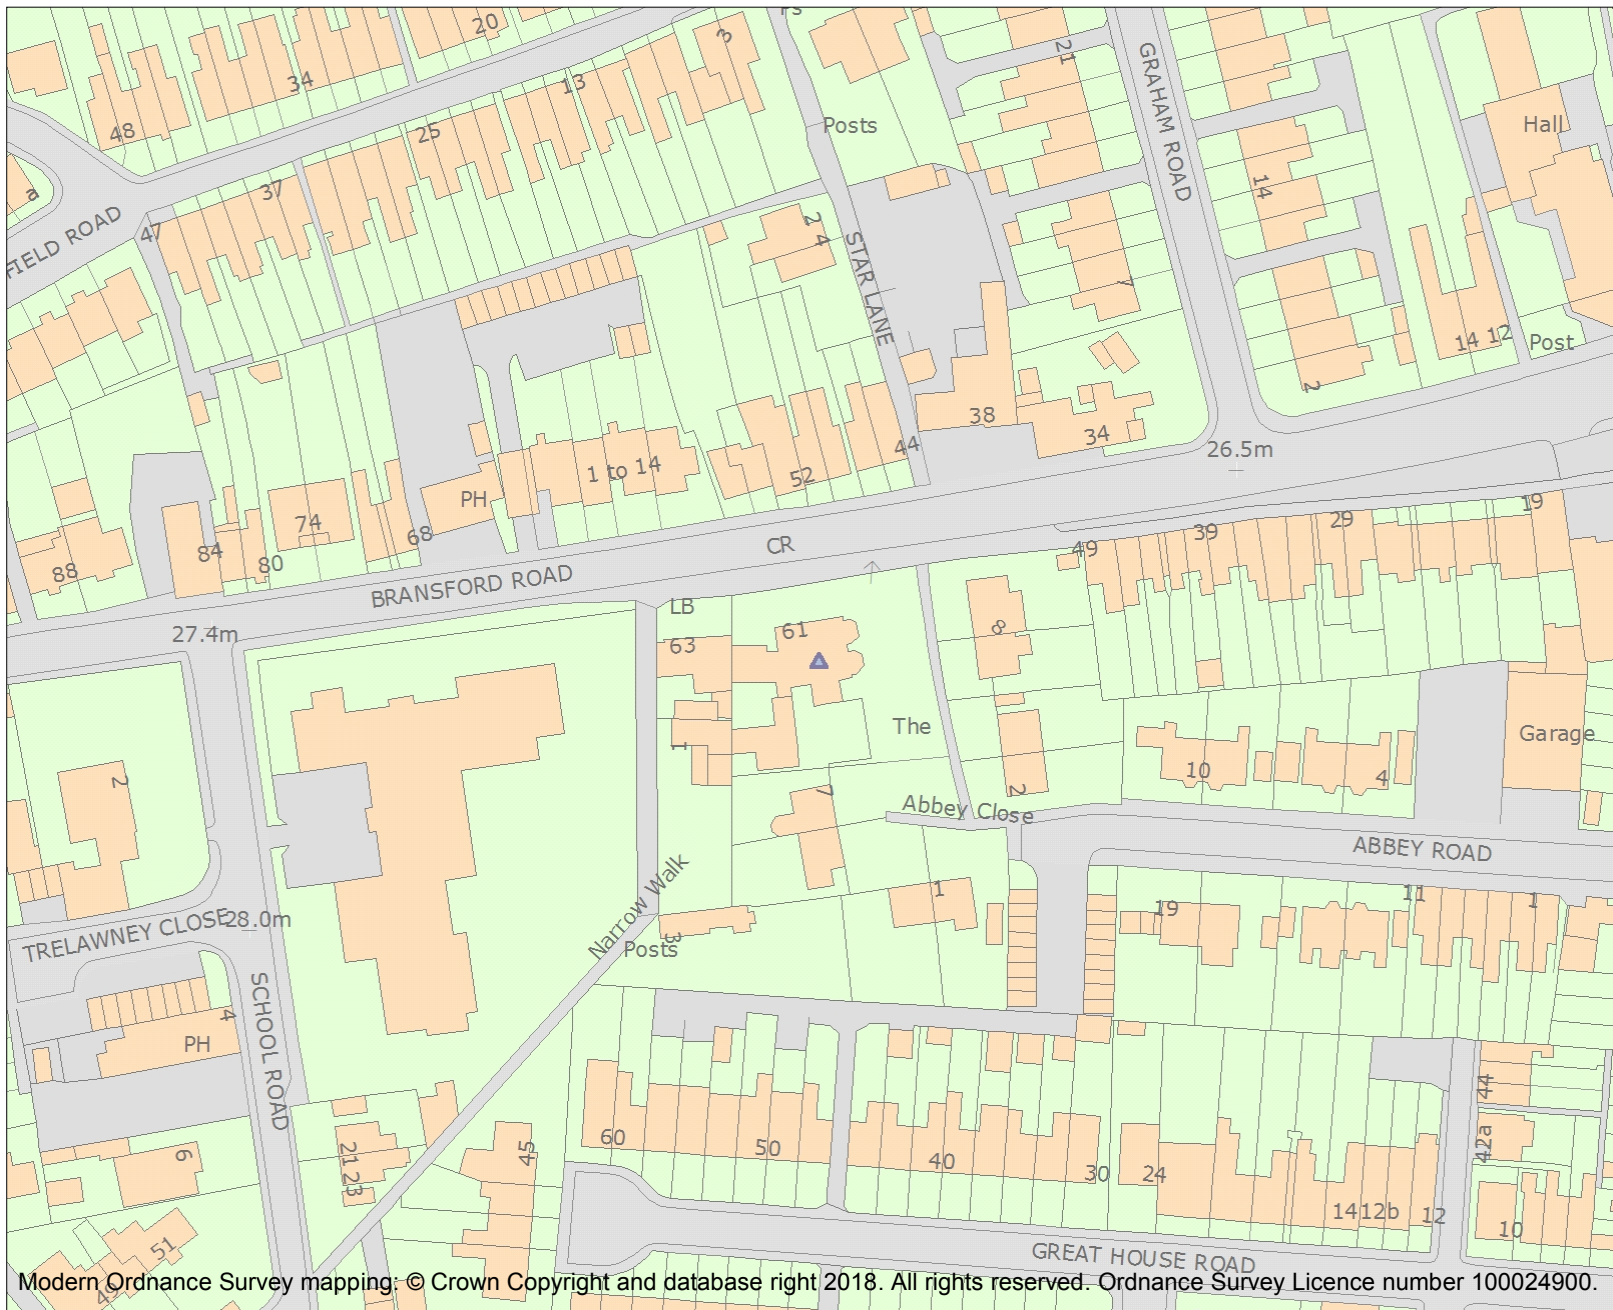 Ps
20
3
21
34
13
48
25
GRAHAM ROAD
Posts
Hall
a
37
14
47
FIELD ROAD
2 4
STAR LANE
7
14 12
Post
2
38
34
44
26.5m
1 to 14
52
PH
74
68
84
80
88
19
29
39
49
CR
BRANSFORD ROAD
LB
27.4m
63
61
8
The
1
Garage
10
4
2
7
2
Abbey Close
ABBEY ROAD
Narrow Walk
1
11
1
19
TRELAWNEY CLOSE
28.0m
3
Posts
4
PH
SCHOOL ROAD
44
60
50
40
30
24
42a
45
21 23
6
14 12b
12
10
51
49
GREAT HOUSE ROAD
Modern Ordnance Survey mapping: © Crown Copyright and database right 2018. All rights reserved. Ordnance Survey Licence number 100024900.